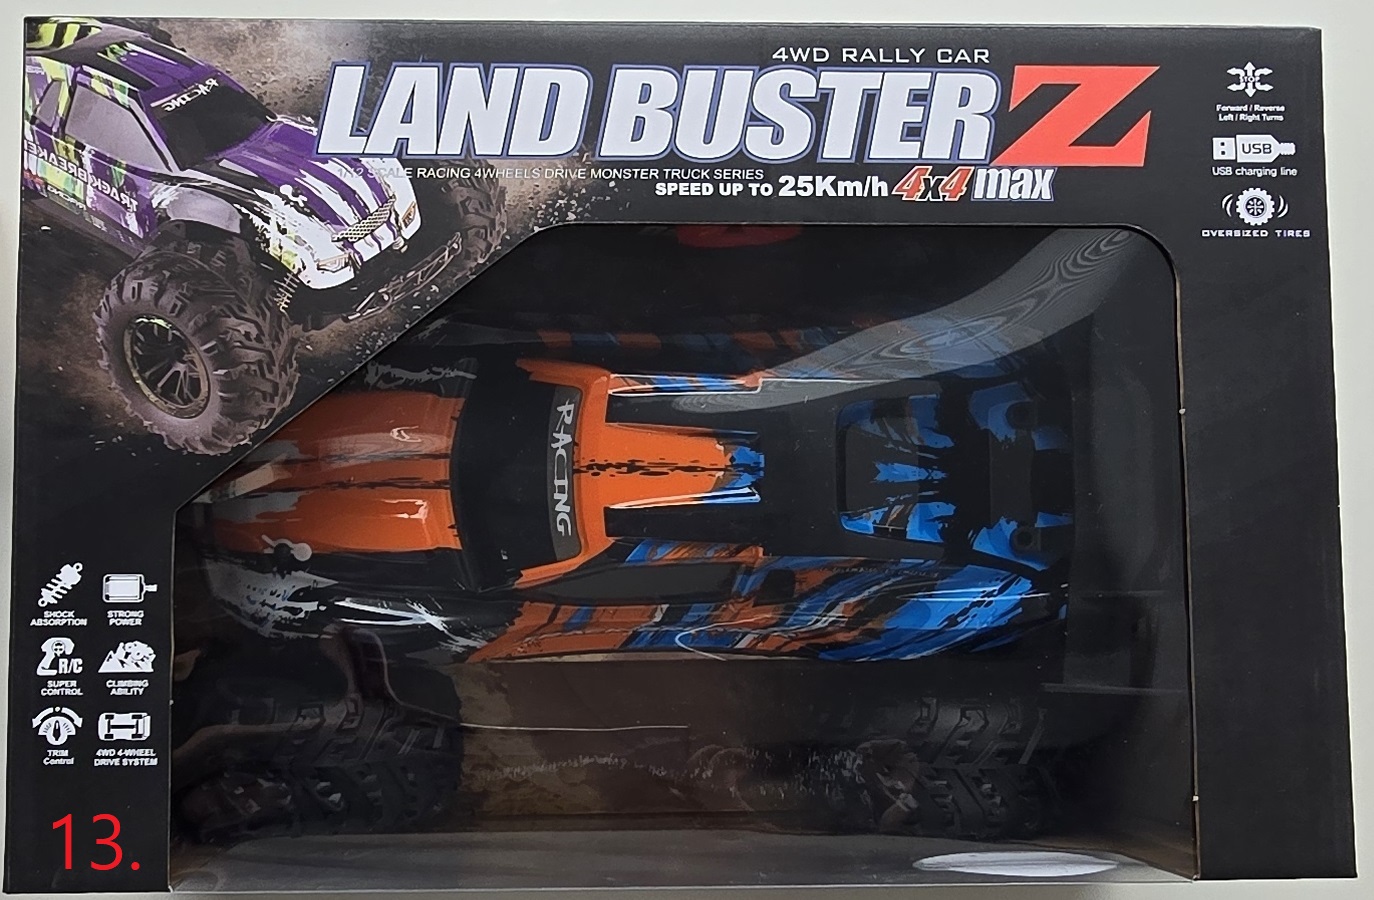 4WD RALLY CAR
LAND BUSTER Z
1/12 SCALE RACING 4WHEELS DRIVE MONSTER TRUCK SERIES
SPEED UP TO 25Km/h 4x4 max
STOP
Forward / Reverse
Left / Right Turns
USB
USB charging line
OVERSIZED TIRES
RACING
RACING
SHOCK
ABSORPTION
STRONG
POWER
R/C
SUPER
CONTROL
CLIMBING
ABILITY
TRIM
Control
4WD 4-WHEEL
DRIVE SYSTEM
13.